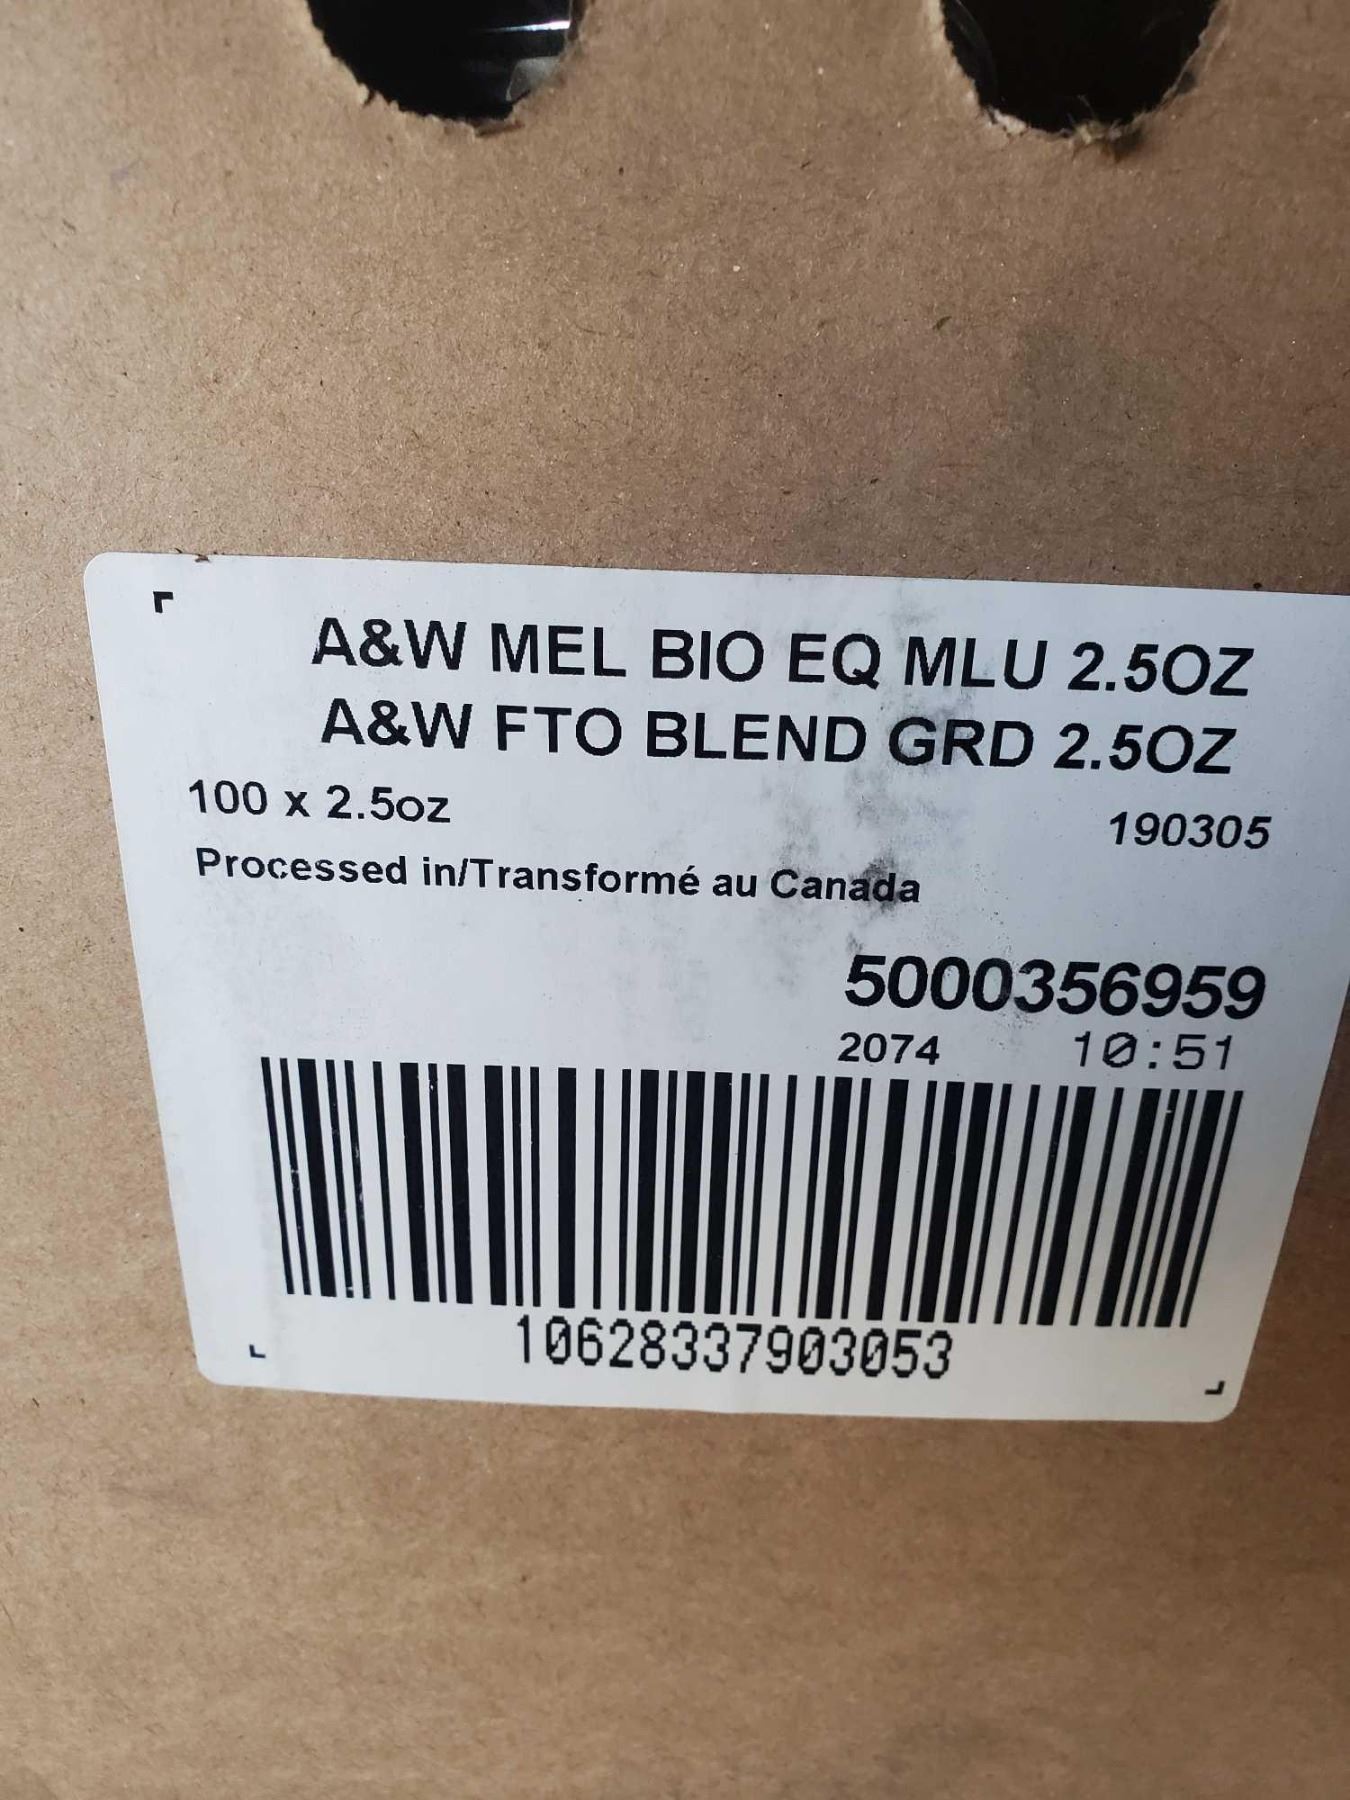 A&W MEL BIO EQ MLU 2.5OZ
A&W FTO BLEND GRD 2.5OZ
100 x 2.5oz 190305
Processed in/Transformé au Canada
5000356959
2074 10:51
10628337903053